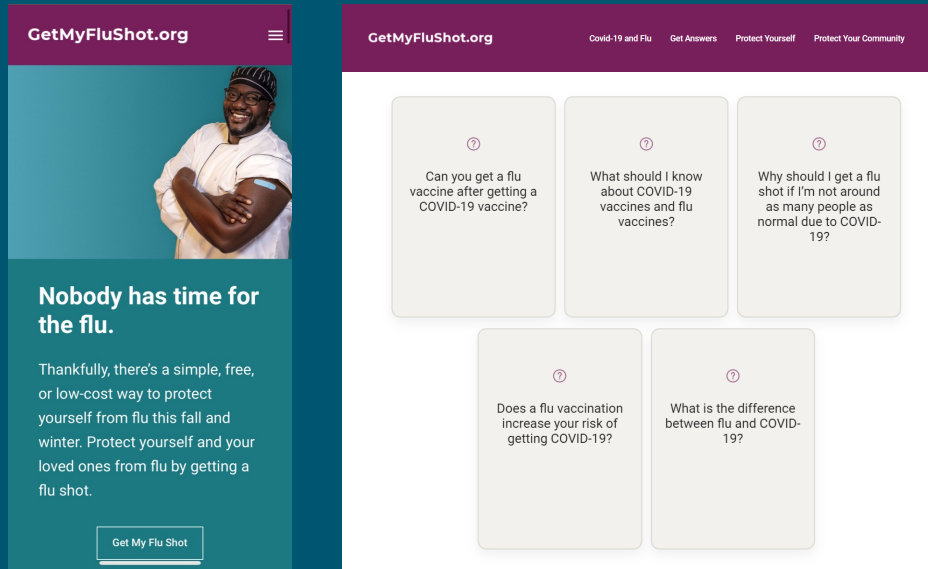 GetMyFluShot.org
Nobody has time for
the flu.
Thankfully, there's a simple, free,
or low-cost way to protect
yourself from flu this fall and
winter. Protect yourself and your
loved ones from flu by getting a
flu shot.
Get My Flu Shot
GetMyFluShot.org
Covid-19 and Flu Get Answers Protect Yourself Protect Your Community
Can you get a flu
vaccine after getting a
COVID-19 vaccine?
What should I know
about COVID-19
vaccines and flu
vaccines?
Why should I get a flu
shot if I'm not around
as many people as
normal due to COVID-
19?
Does a flu vaccination
increase your risk of
getting COVID-19?
What is the difference
between flu and COVID-
19?